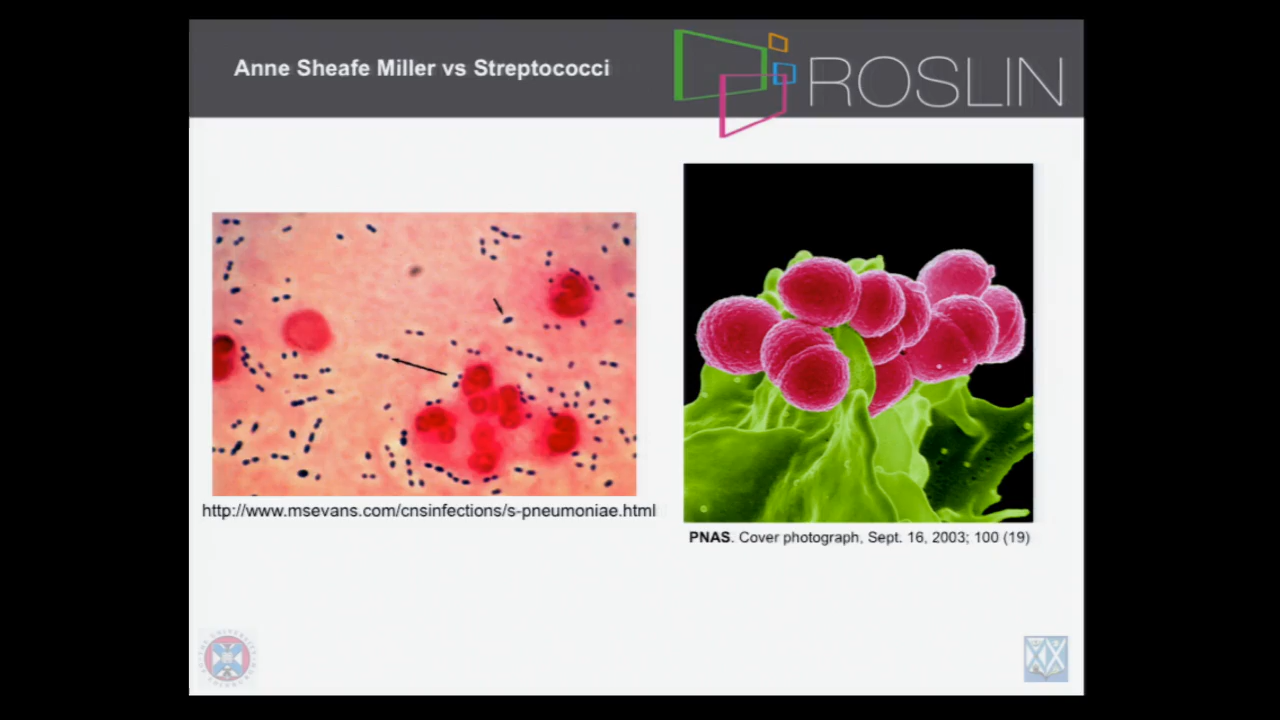 Anne Sheafe Miller vs Streptococci
ROSLIN
http://www.msevans.com/cnsinfections/s-pneumoniae.html
PNAS. Cover photograph, Sept. 16, 2003; 100 (19)